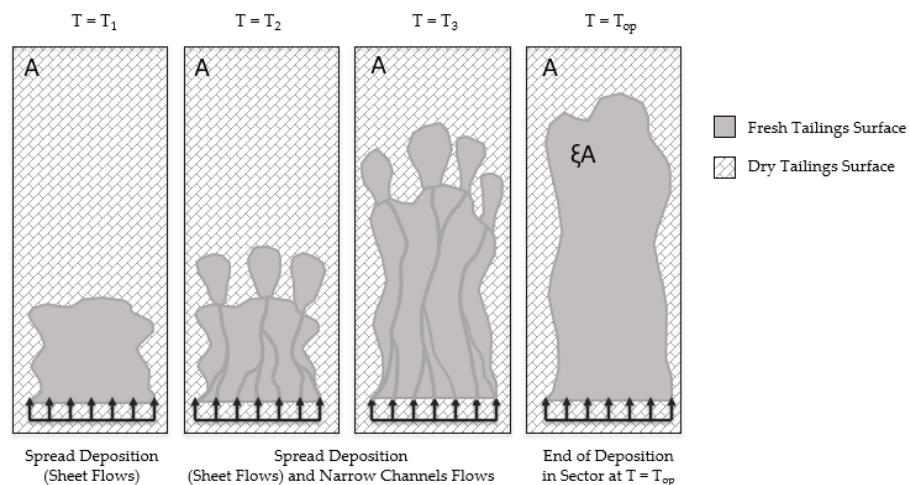 T = T₁
T = T₂
T = T₃
T = Tₒₚ
A
A
A
A
ξA
Fresh Tailings Surface
Dry Tailings Surface
Spread Deposition
(Sheet Flows)
Spread Deposition
(Sheet Flows) and Narrow Channels Flows
End of Deposition
in Sector at T = Tₒₚ